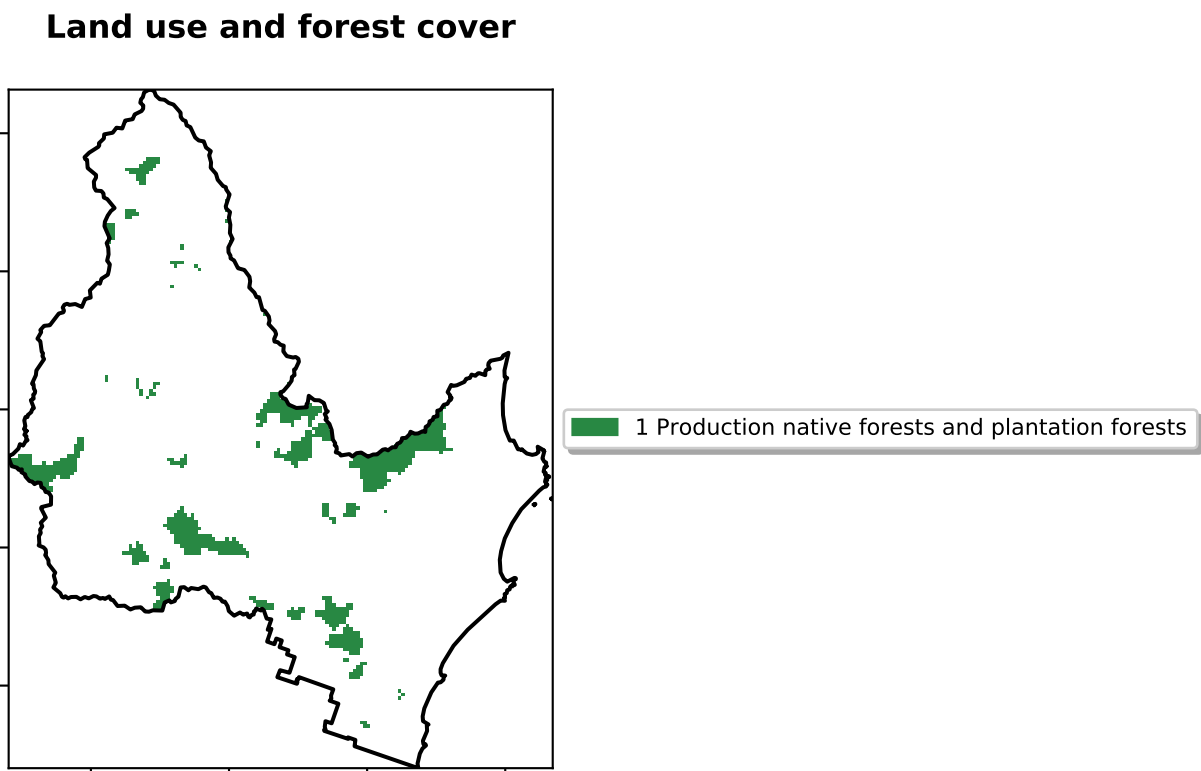 Land use and forest cover
1 Production native forests and plantation forests